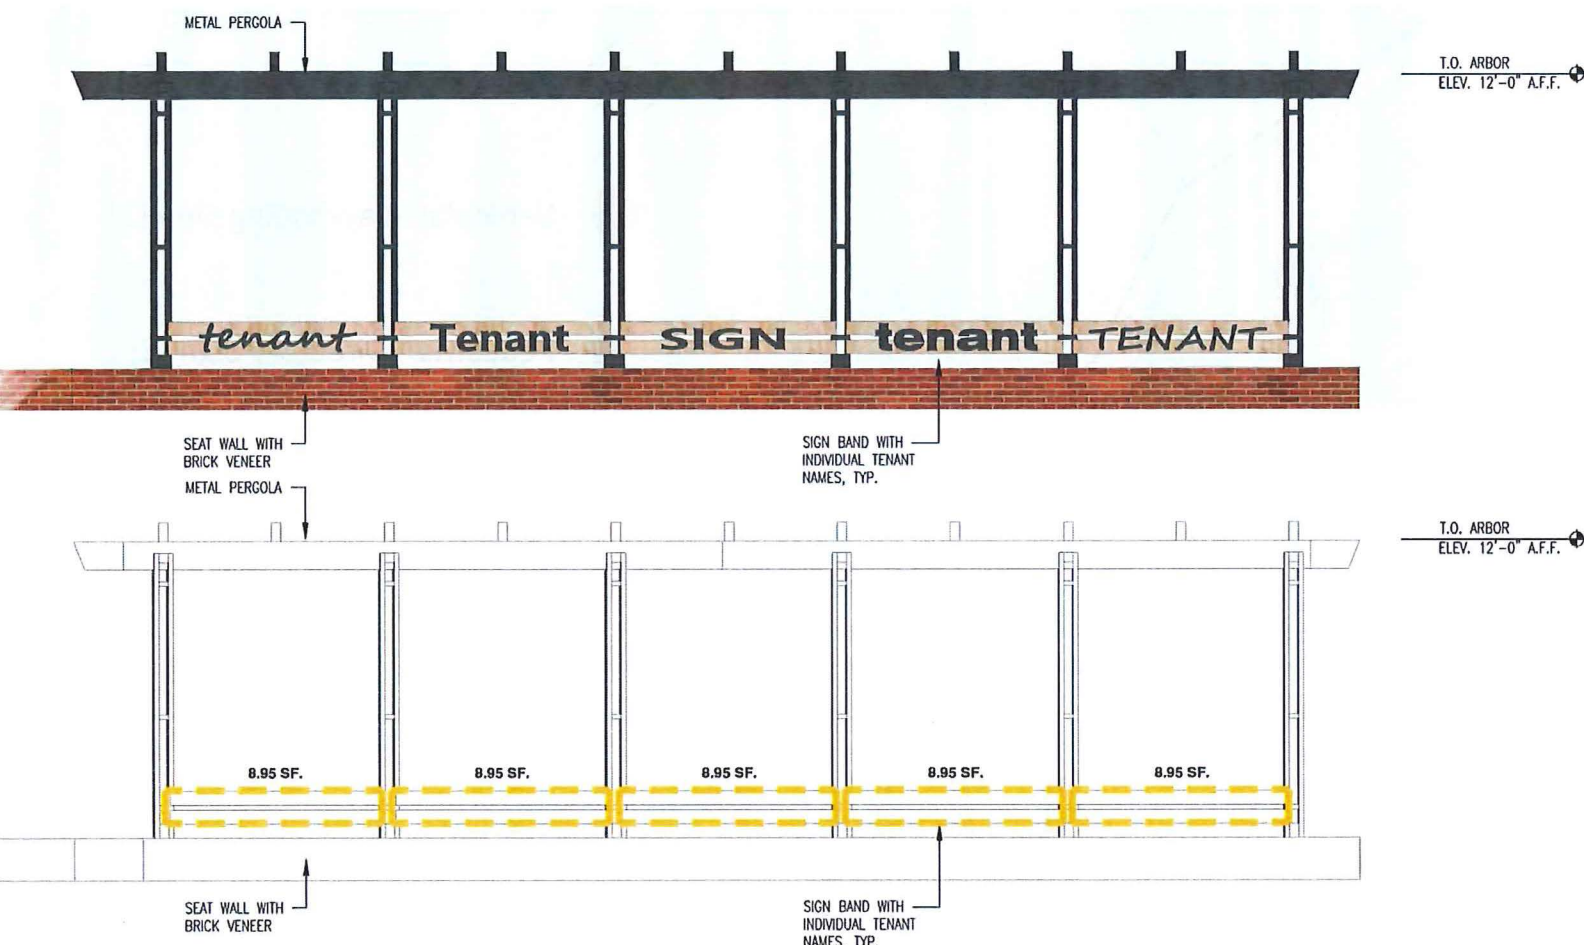 METAL PERGOLA
T.O. ARBOR
ELEV. 12'-0" A.F.F.
tenant
Tenant
SIGN
tenant
TENANT
SEAT WALL WITH
BRICK VENEER
SIGN BAND WITH
INDIVIDUAL TENANT
NAMES, TYP.
METAL PERGOLA
T.O. ARBOR
ELEV. 12'-0" A.F.F.
8.95 SF.
8.95 SF.
8.95 SF.
8.95 SF.
8.95 SF.
SEAT WALL WITH
BRICK VENEER
SIGN BAND WITH
INDIVIDUAL TENANT
NAMES, TYP.